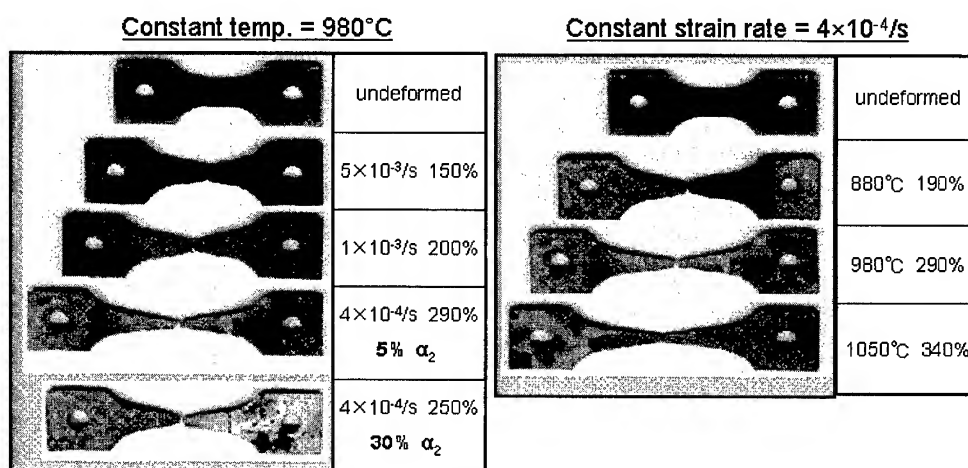 Constant temp. = 980°C
undeformed
5×10⁻³/s 150%
1×10⁻³/s 200%
4×10⁻⁴/s 290%
5% α₂
4×10⁻⁴/s 250%
30% α₂
Constant strain rate = 4×10⁻⁴/s
undeformed
880°C 190%
980°C 290%
1050°C 340%